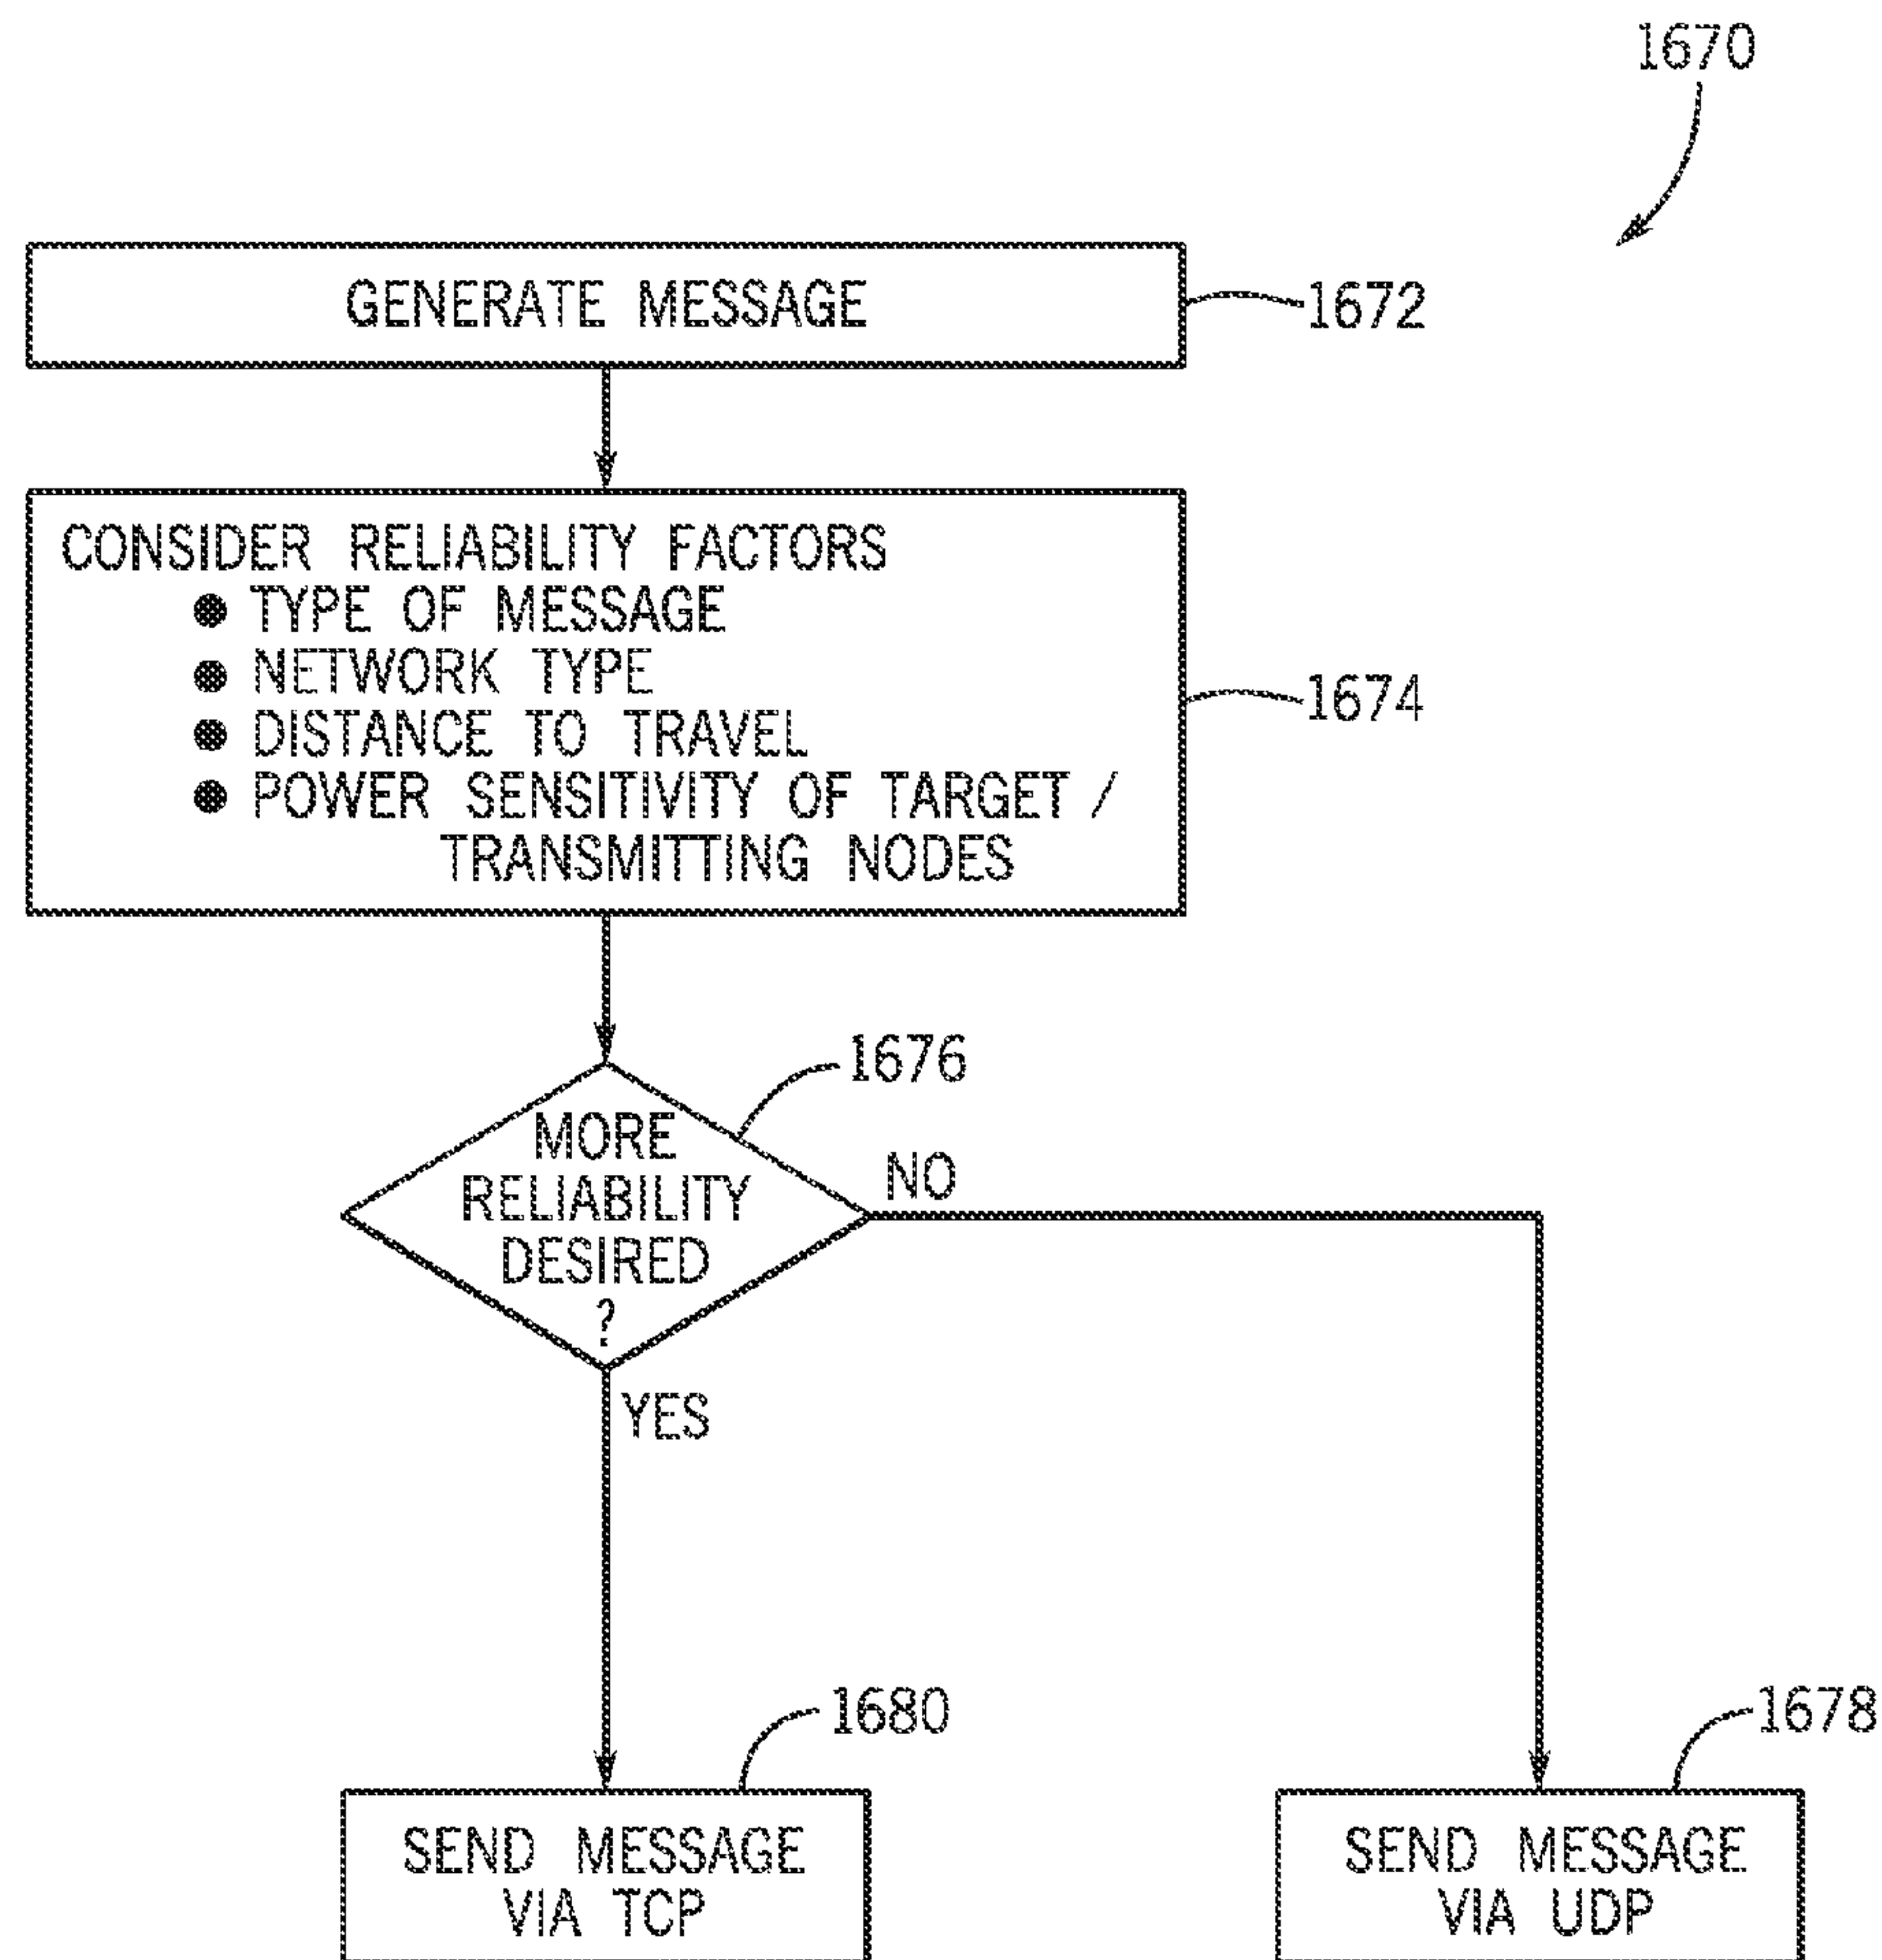 1670
GENERATE MESSAGE
1672
CONSIDER RELIABILITY FACTORS
● TYPE OF MESSAGE
● NETWORK TYPE
● DISTANCE TO TRAVEL
● POWER SENSITIVITY OF TARGET /
TRANSMITTING NODES
1674
1676
MORE
RELIABILITY
DESIRED
?
NO
YES
1680
SEND MESSAGE
VIA TCP
1678
SEND MESSAGE
VIA UDP